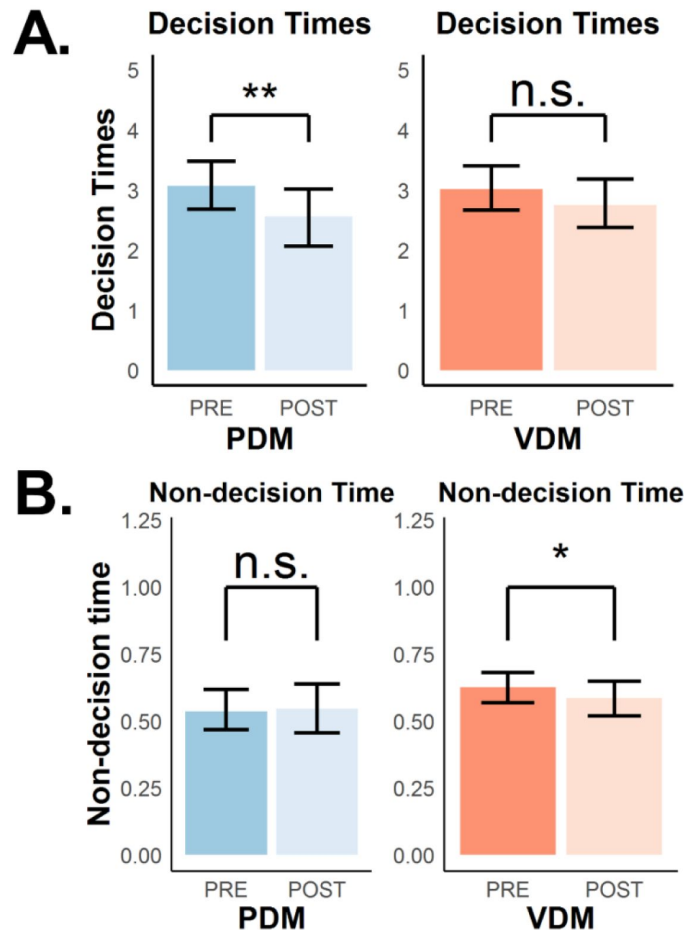 A.
Decision Times
Decision Times
Decision Times
5
4
3
2
1
0
**
PRE
POST
PDM
5
4
3
2
1
0
n.s.
PRE
POST
VDM
B.
Non-decision Time
Non-decision Time
Non-decision time
1.25
1.00
0.75
0.50
0.25
0.00
n.s.
PRE
POST
PDM
1.25
1.00
0.75
0.50
0.25
0.00
*
PRE
POST
VDM